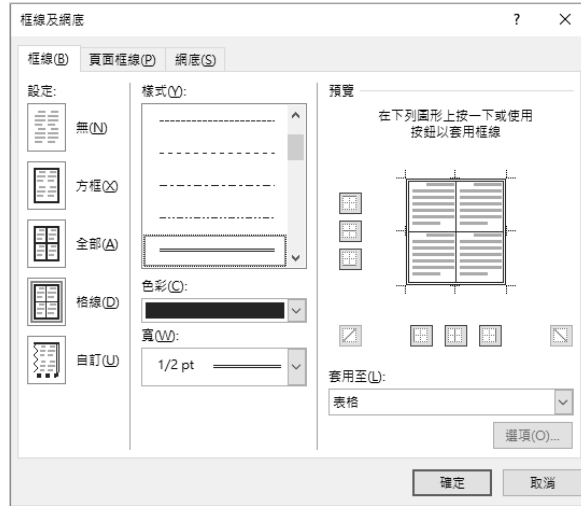 框線及網底
?
框線(B)
頁面框線(P)
網底(S)
設定:
無(N)
方框(X)
全部(A)
格線(D)
自訂(U)
樣式(Y):
色彩(C):
寬(W):
1/2 pt
預覽
在下列圖形上按一下或使用
按鈕以套用框線
套用至(L):
表格
選項(O)...
確定
取消